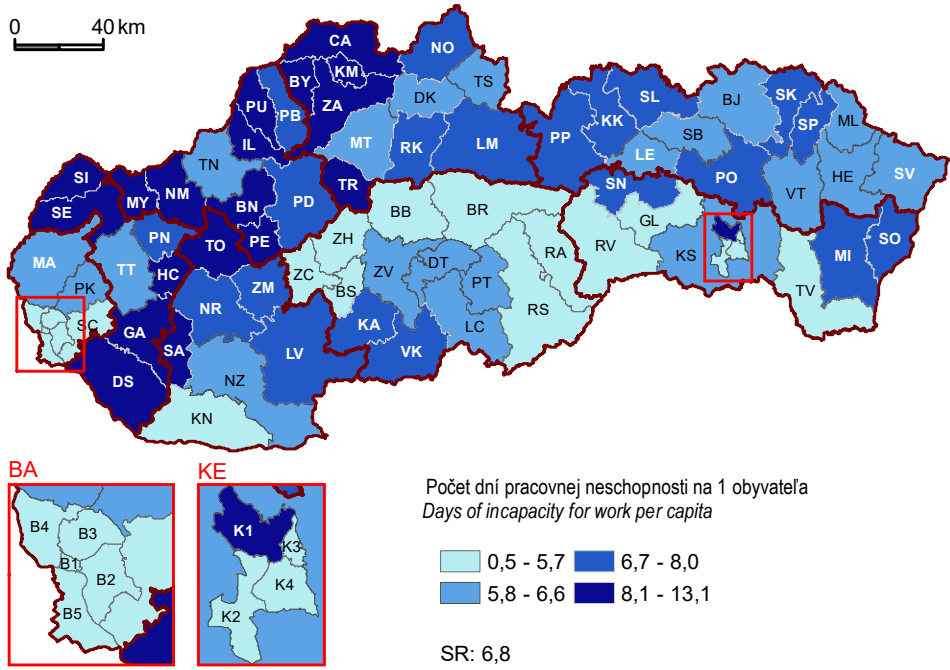 0 40 km
CA
NO
BY KM
TS
PU PB ZA DK
SL BJ SK
PP KK SP ML
IL MT RK LM SB
TN LE
SI TR SN PO VT HE SV
SE MY NM BN PD
BB BR GL
PN TO PE ZH SO
MA TT RV RA KS MI
HC ZC ZV DT
PK ZM BS PT TV
NR RS
SC GA KA LC
SA LV VK
DS NZ
KN
BA KE
B4 B3 K1
K3
B1 B2 K4
B5 K2
Počet dní pracovnej neschopnosti na 1 obyvateľa
Days of incapacity for work per capita
0,5 - 5,7 6,7 - 8,0
5,8 - 6,6 8,1 - 13,1
SR: 6,8